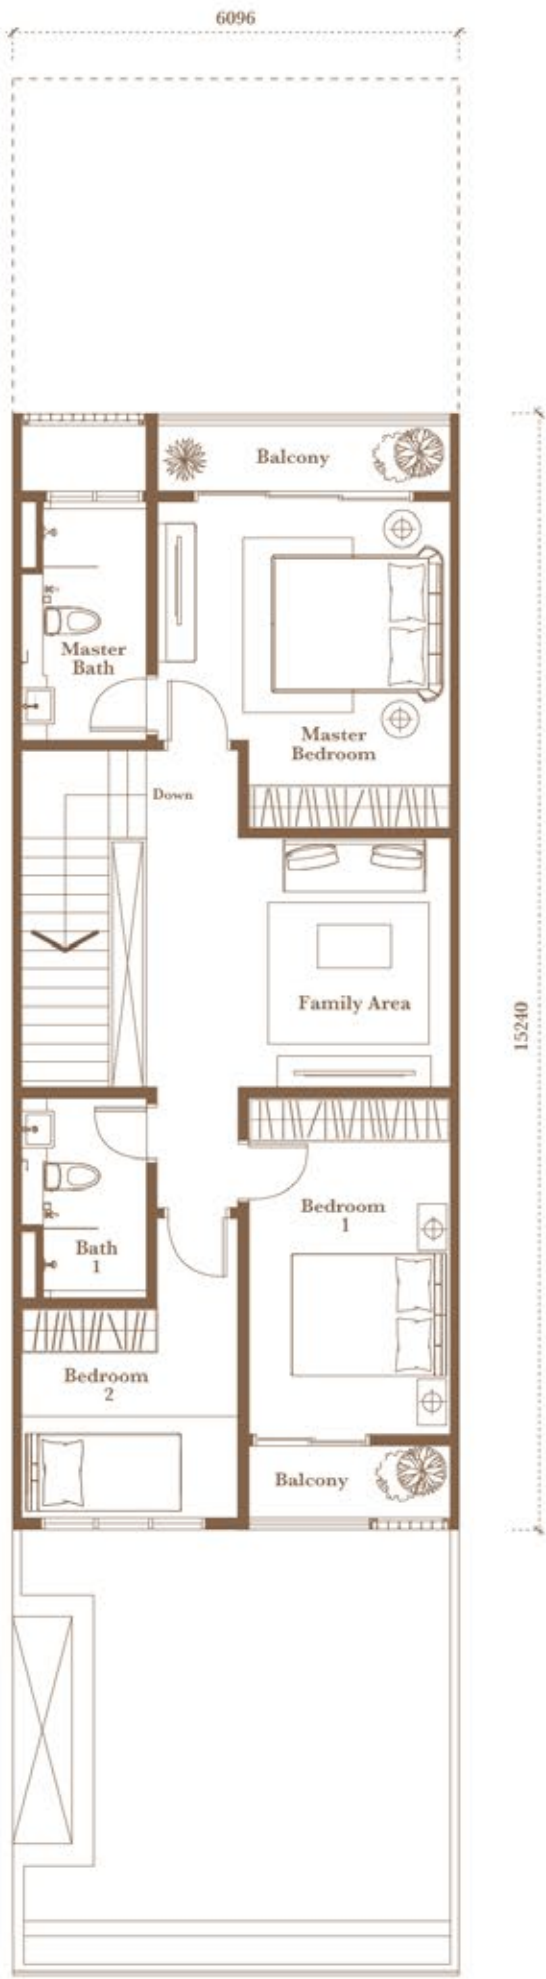 6096
Balcony
Master
Bath
Master
Bedroom
Down
Family Area
15240
Bedroom
1
Bath
1
Bedroom
2
Balcony